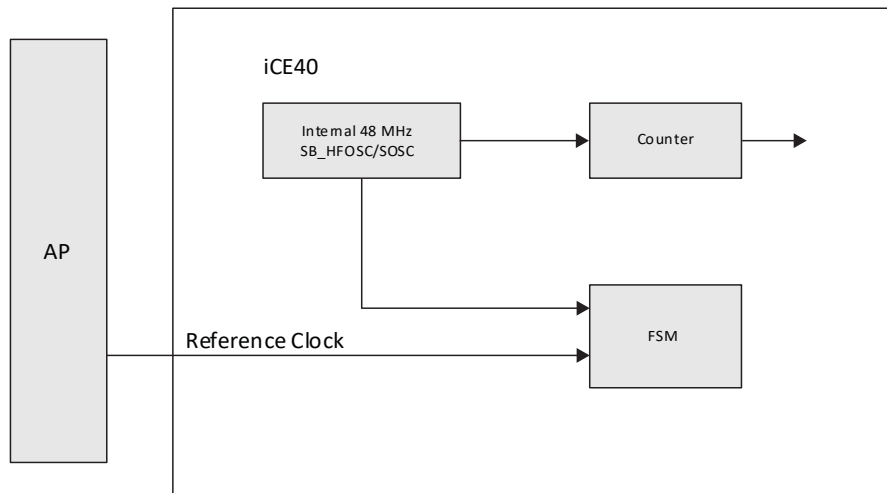 iCE40
Internal 48 MHz
SB_HFOSC/SOSC
Counter
AP
Reference Clock
FSM